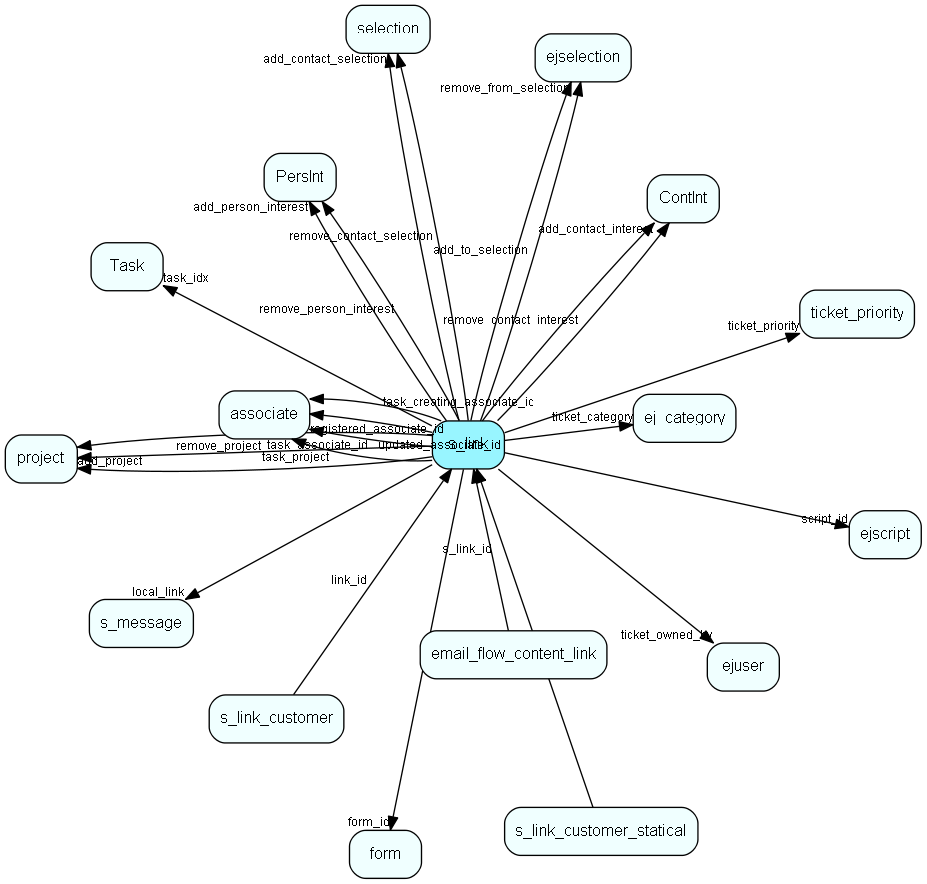 selection
add_contact_selection
ejselection
remove_from_selection
PersInt
add_person_interest
ContInt
add_contact_interest
remove_contact_selection
add_to_selection
Task
task_idx
remove_person_interest
remove_contact_interest
ticket_priority
ticket_priority
associate
task_creating_associate_ic
registered_associate_id
ticket_category
ej_category
project
remove_project
task_associate_id
updated_associate_id
s_link
add_project
task_project
script_id
ejscript
s_link_id
link_id
local_link
s_message
email_flow_content_link
ticket_owned_by
ejuser
s_link_customer
form_id
form
s_link_customer_statical